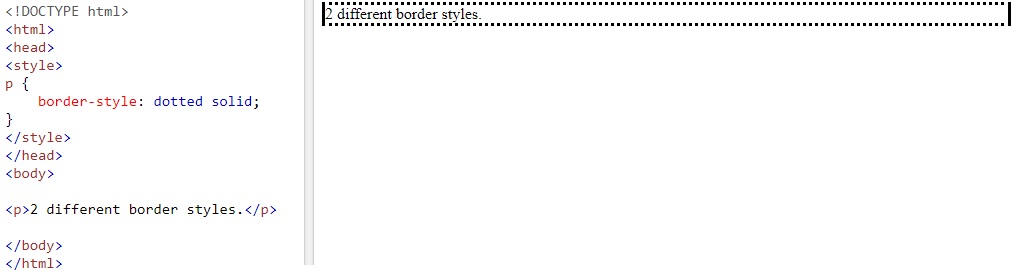 <!DOCTYPE html>
<html>
<head>
<style>
p {
    border-style: dotted solid;
}
</style>
</head>
<body>

<p>2 different border styles.</p>

</body>
</html>
2 different border styles.